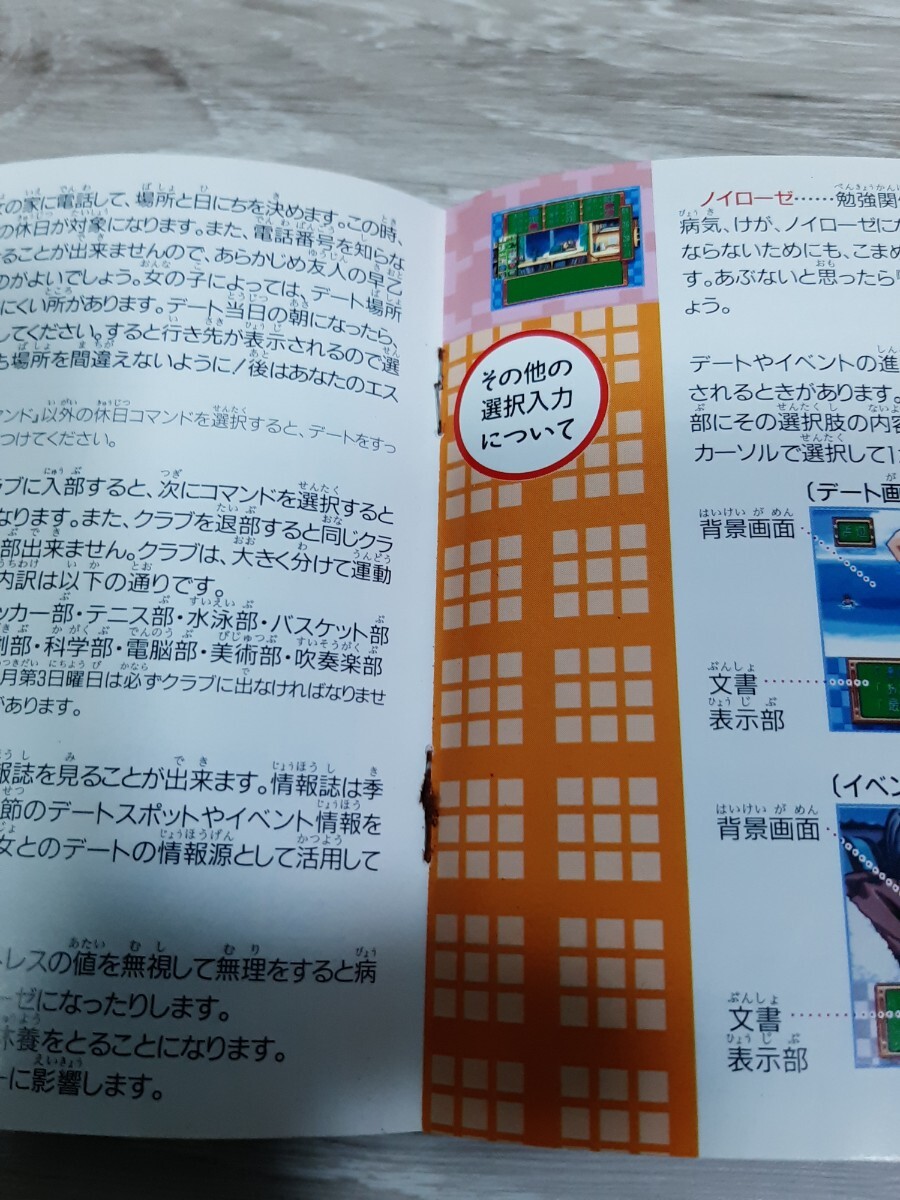 の家に電話して、場所と日にちを決めます。この時、
の休日が対象になります。また、電話番号を知らな
ることが出来ませんので、あらかじめ友人の早乙
のがよいでしょう。女の子によっては、デート場所
にくい所があります。デート当日の朝になったら、
してください。すると行き先が表示されるので選
も場所を間違えないように!後はあなたのエス
マンド』以外の休日コマンドを選択すると、デートをすっ
つけてください。
ラブに入部すると、次にコマンドを選択すると
なります。また、クラブを退部すると同じクラ
部出来ません。クラブは、大きく分けて運動
内訳は以下の通りです。
ッカー部・テニス部・水泳部・バスケット部
劇部・科学部・電脳部・美術部・吹奏楽部
月第3日曜日は必ずクラブに出なければなりませ
があります。
報誌を見ることが出来ます。情報誌は季
節のデートスポットやイベント情報を
女とのデートの情報源として活用して
レスの値を無視して無理をすると病
ーゼになったりします。
休養をとることになります。
ーに影響します。
その他の
選択入力
について
ノイローゼ……勉強関係
病気、けが、ノイローゼに
ならないためにも、こまめ
す。あぶないと思ったら
ょう。
デートやイベントの進
されるときがあります。
部にその選択肢の内容
カーソルで選択して
(デート画
背景画面
文書
表示部
(イベン
背景画面
文書
表示部